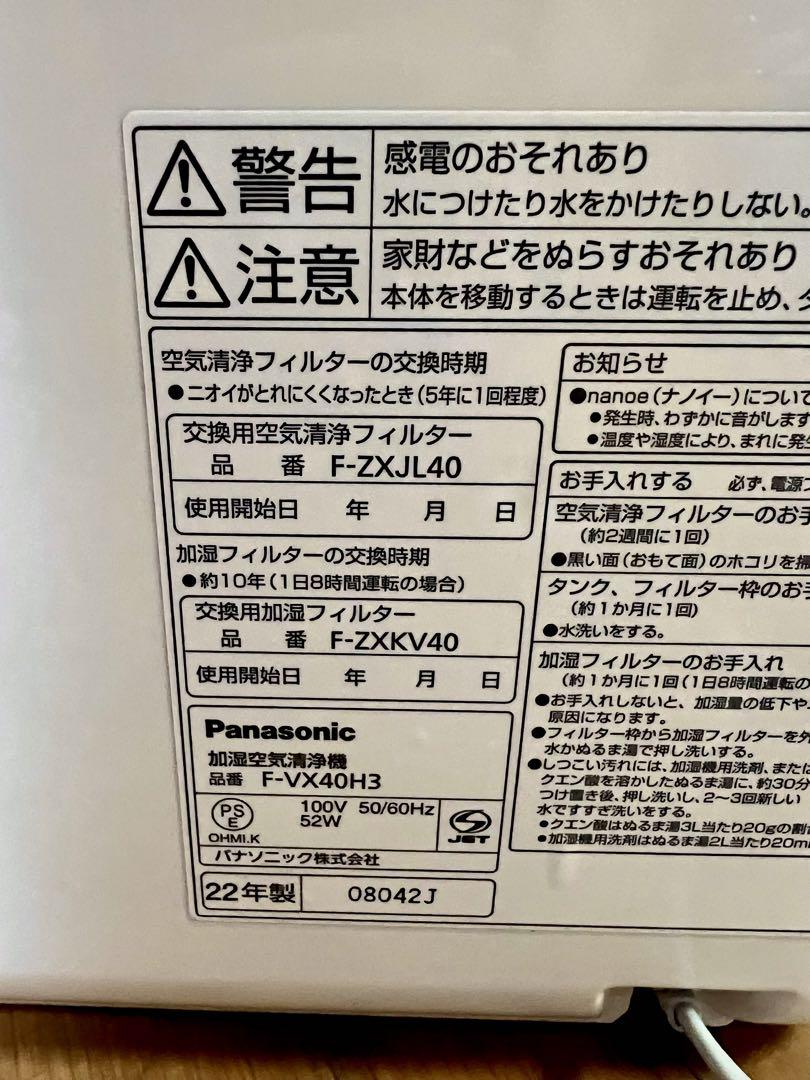 警告
感電のおそれあり
水につけたり水をかけたりしない。
注意
家財などをぬらすおそれあり
本体を移動するときは運転を止め、
空気清浄フィルターの交換時期
●ニオイがとれにくくなったとき(5年に1回程度)
交換用空気清浄フィルター
品 番 F-ZXJL40
使用開始日 年 月 日
加湿フィルターの交換時期
●約10年(1日8時間運転の場合)
交換用加湿フィルター
品 番 F-ZXKV40
使用開始日 年 月 日
Panasonic
加湿空気清浄機
品番 F-VX40H3
PS
E
OHMI.K
100V 50/60Hz
52W
JET
パナソニック株式会社
22年製 08042J
お知らせ
●nanoe(ナノイー)について
●発生時、わずかに音がします
●温度や湿度により、まれに発生
お手入れする 必ず、電源プ
空気清浄フィルターのお手
(約2週間に1回)
●黒い面(おもて面)のホコリを掃
タンク、フィルター枠のお手
(約1か月に1回)
●水洗いをする。
加湿フィルターのお手入れ
(約1か月に1回(1日8時間運転の
●お手入れしないと、加湿量の低下や
原因になります。
●フィルター枠から加湿フィルターを外
水かぬるま湯で押し洗いする。
●しつこい汚れには、加湿機用洗剤、または
クエン酸を溶かしたぬるま湯に、約30分
つけ置き後、押し洗いし、2〜3回新しい
水ですすぎ洗いをする。
●クエン酸はぬるま湯3L当たり20gの割合
●加湿機用洗剤はぬるま湯2L当たり20ml